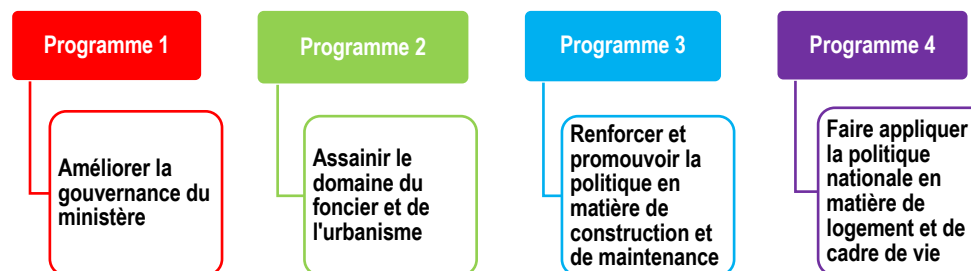 Programme 1
Améliorer la
gouvernance du
ministère
Programme 2
Assainir le
domaine du
foncier et de
l'urbanisme
Programme 3
Renforcer et
promouvoir la
politique en
matière de
construction et
de maintenance
Programme 4
Faire appliquer
la politique
nationale en
matière de
logement et de
cadre de vie